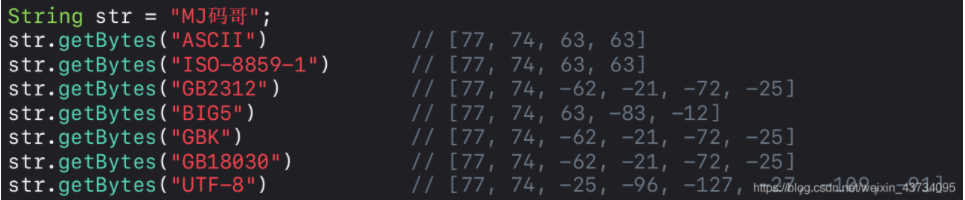 String str = "MJ码哥";
str.getBytes("ASCII") // [77, 74, 63, 63]
str.getBytes("ISO-8859-1") // [77, 74, 63, 63]
str.getBytes("GB2312") // [77, 74, -62, -21, -72, -25]
str.getBytes("BIG5") // [77, 74, 63, -83, -12]
str.getBytes("GBK") // [77, 74, -62, -21, -72, -25]
str.getBytes("GB18030") // [77, 74, -62, -21, -72, -25]
str.getBytes("UTF-8") // [77, 74, -25, -96, -127, -27, -109, -91]
https://blog.csdn.net/weixin_43734095